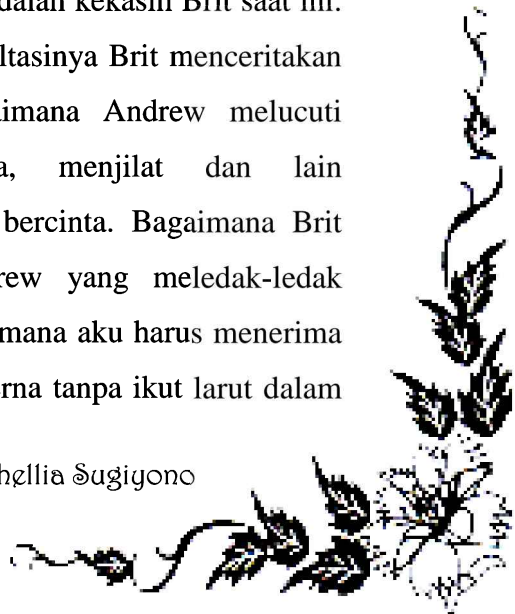 adalah kekasih Brit saat ini.
ltasinya Brit menceritakan
aimana Andrew melucuti
a, menjilat dan lain
bercinta. Bagaimana Brit
rew yang meledak-ledak
mana aku harus menerima
rna tanpa ikut larut dalam
hellia Sugiyono